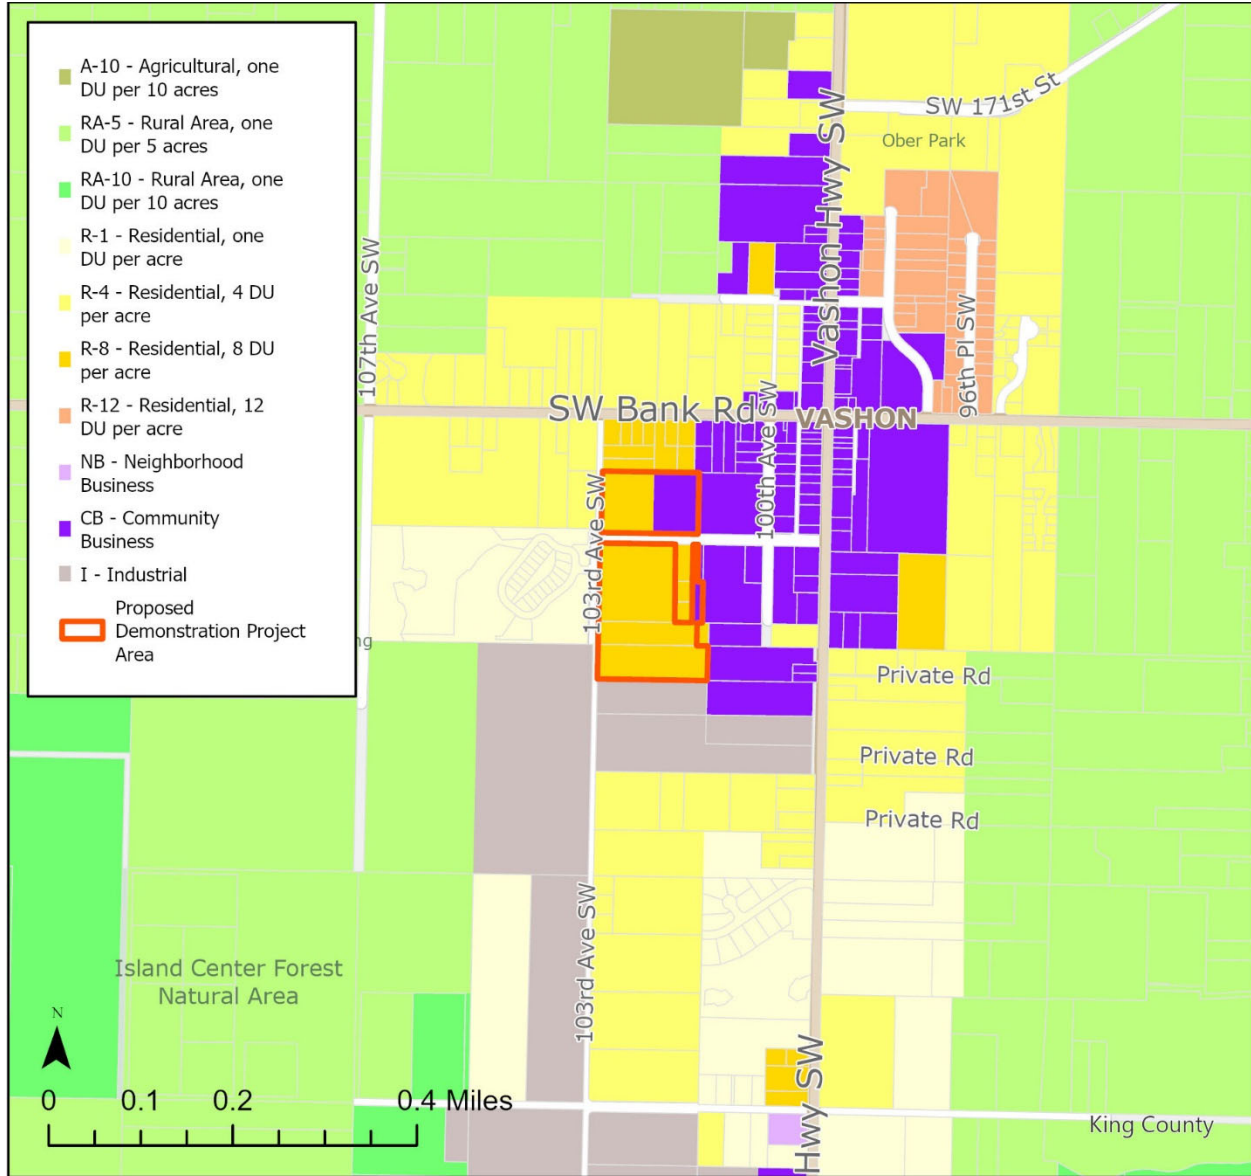 A-10 - Agricultural, one
DU per 10 acres
RA-5 - Rural Area, one
DU per 5 acres
RA-10 - Rural Area, one
DU per 10 acres
R-1 - Residential, one
DU per acre
R-4 - Residential, 4 DU
per acre
R-8 - Residential, 8 DU
per acre
R-12 - Residential, 12
DU per acre
NB - Neighborhood
Business
CB - Community
Business
I - Industrial
Proposed
Demonstration Project
Area
SW 171st St
Ober Park
Vashon Hwy SW
107th Ave SW
96th Pl SW
SW Bank Rd
VASHON
100th Ave SW
103rd Ave SW
ng
Private Rd
Private Rd
Private Rd
103rd Ave SW
Island Center Forest
Natural Area
N
0 0.1 0.2 0.4 Miles
Hwy SW
King County